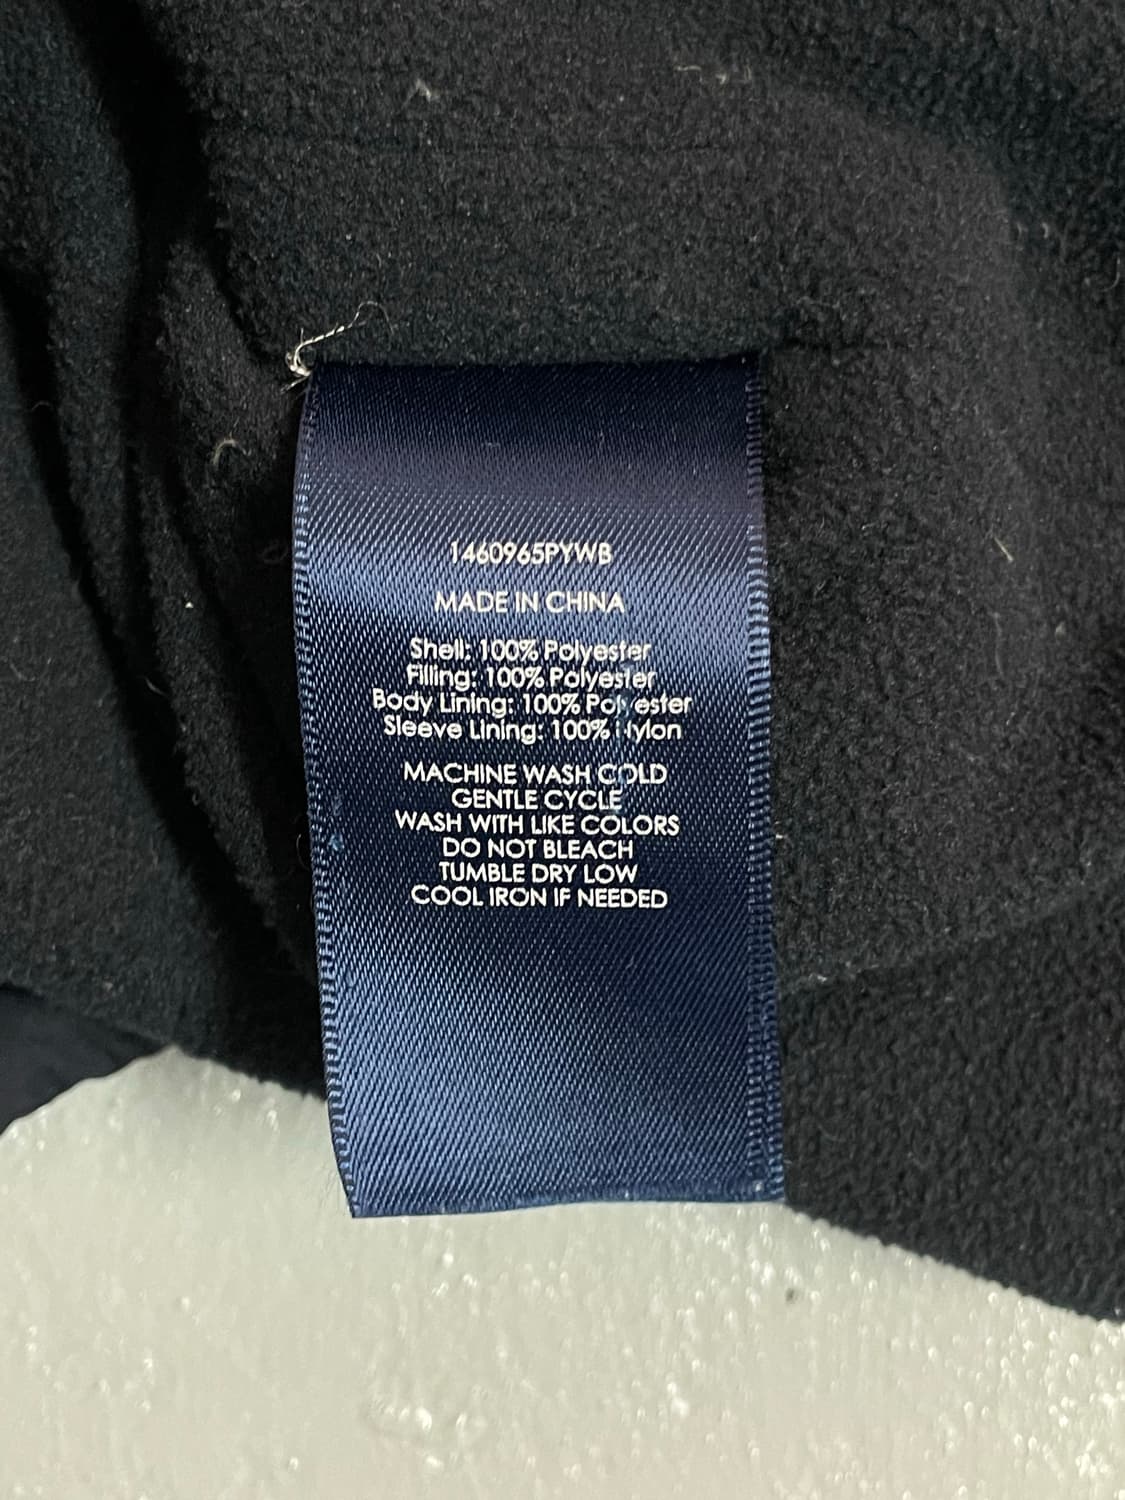 1460965PYWB
MADE IN CHINA
Shell: 100% Polyester
Filling: 100% Polyester
Body Lining: 100% Polyester
Sleeve Lining: 100% Nylon
MACHINE WASH COLD
GENTLE CYCLE
WASH WITH LIKE COLORS
DO NOT BLEACH
TUMBLE DRY LOW
COOL IRON IF NEEDED